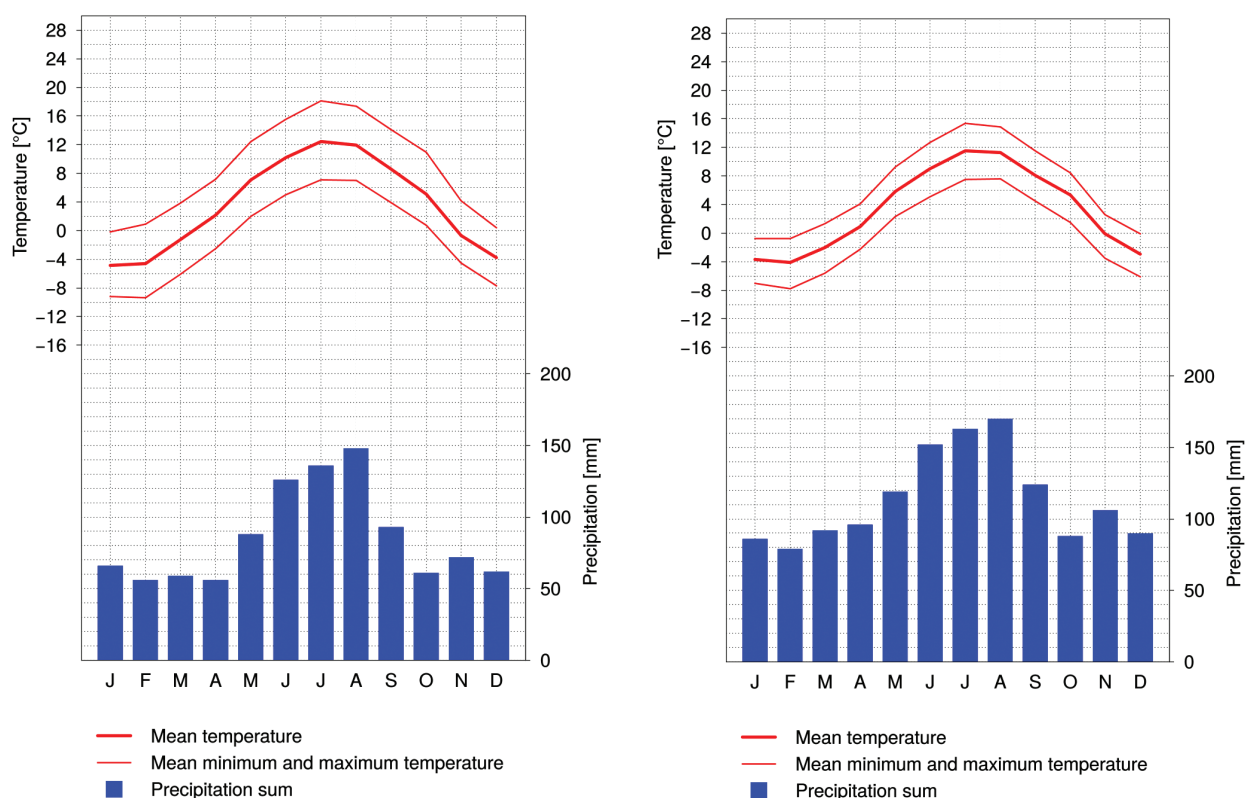 28
24
20
16
12
8
4
0
−4
−8
−12
−16
Temperature [°C]
200
150
100
50
0
Precipitation [mm]
J F M A M J J A S O N D
Mean temperature
Mean minimum and maximum temperature
Precipitation sum
28
24
20
16
12
8
4
0
−4
−8
−12
−16
Temperature [°C]
200
150
100
50
0
Precipitation [mm]
J F M A M J J A S O N D
Mean temperature
Mean minimum and maximum temperature
Precipitation sum